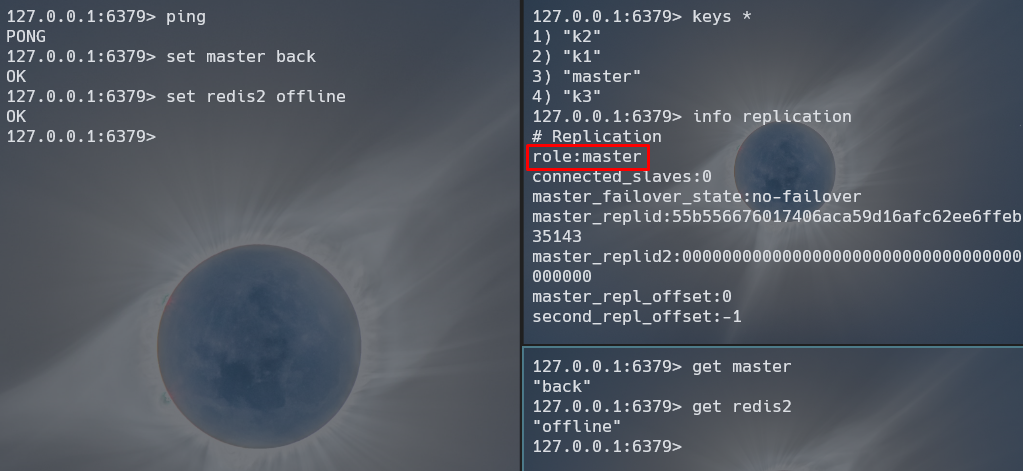 127.0.0.1:6379> ping
PONG
127.0.0.1:6379> set master back
OK
127.0.0.1:6379> set redis2 offline
OK
127.0.0.1:6379>
127.0.0.1:6379> keys *
1) "k2"
2) "k1"
3) "master"
4) "k3"
127.0.0.1:6379> info replication
# Replication
role:master
connected_slaves:0
master_failover_state:no-failover
master_replid:55b556676017406aca59d16afc62ee6ffeb
35143
master_replid2:0000000000000000000000000000000000
000000
master_repl_offset:0
second_repl_offset:-1
127.0.0.1:6379> get master
"back"
127.0.0.1:6379> get redis2
"offline"
127.0.0.1:6379>